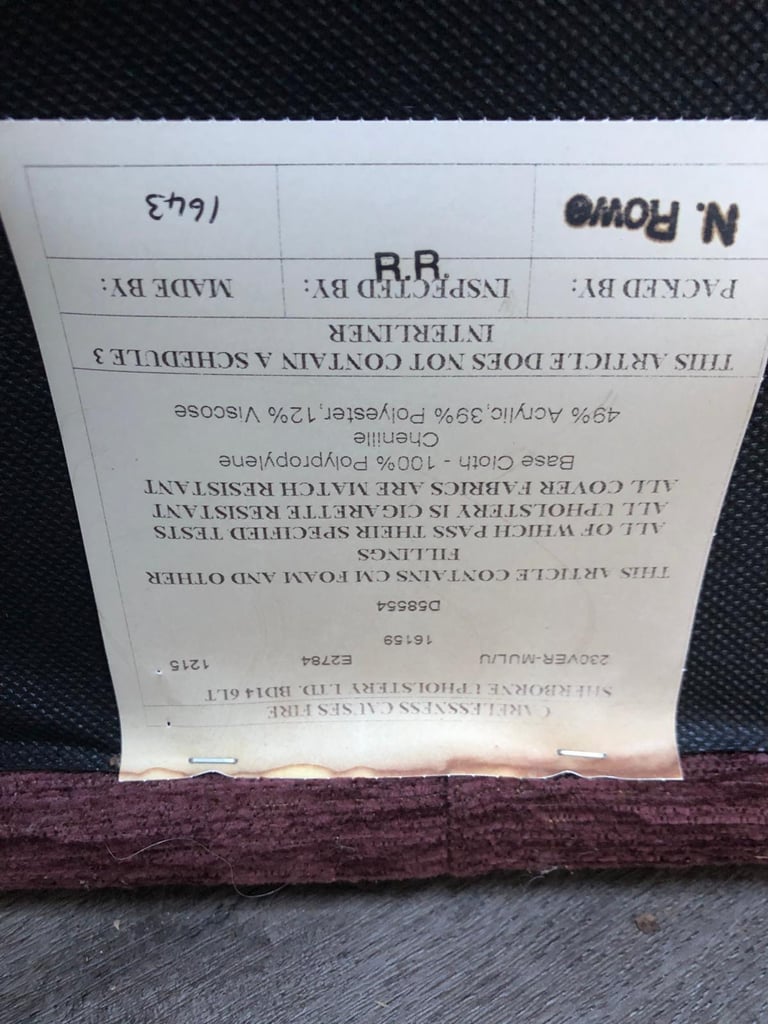 CARELESSNESS CAUSES FIRE
SHERBORNE UPHOLSTERY LTD. BD14 6LT
230VER-MUL/U E2784 1215
16159
D58554
THIS ARTICLE CONTAINS CM FOAM AND OTHER
FILLINGS
ALL OF WHICH PASS THEIR SPECIFIED TESTS
ALL UPHOLSTERY IS CIGARETTE RESISTANT
ALL COVER FABRICS ARE MATCH RESISTANT
Base Cloth - 100% Polypropylene
Chenille
49% Acrylic,39% Polyester,12% Viscose
THIS ARTICLE DOES NOT CONTAIN A SCHEDULE 3
INTERLINER
PACKED BY: INSPECTED BY: MADE BY:
R.R.
N. Rowe 1643